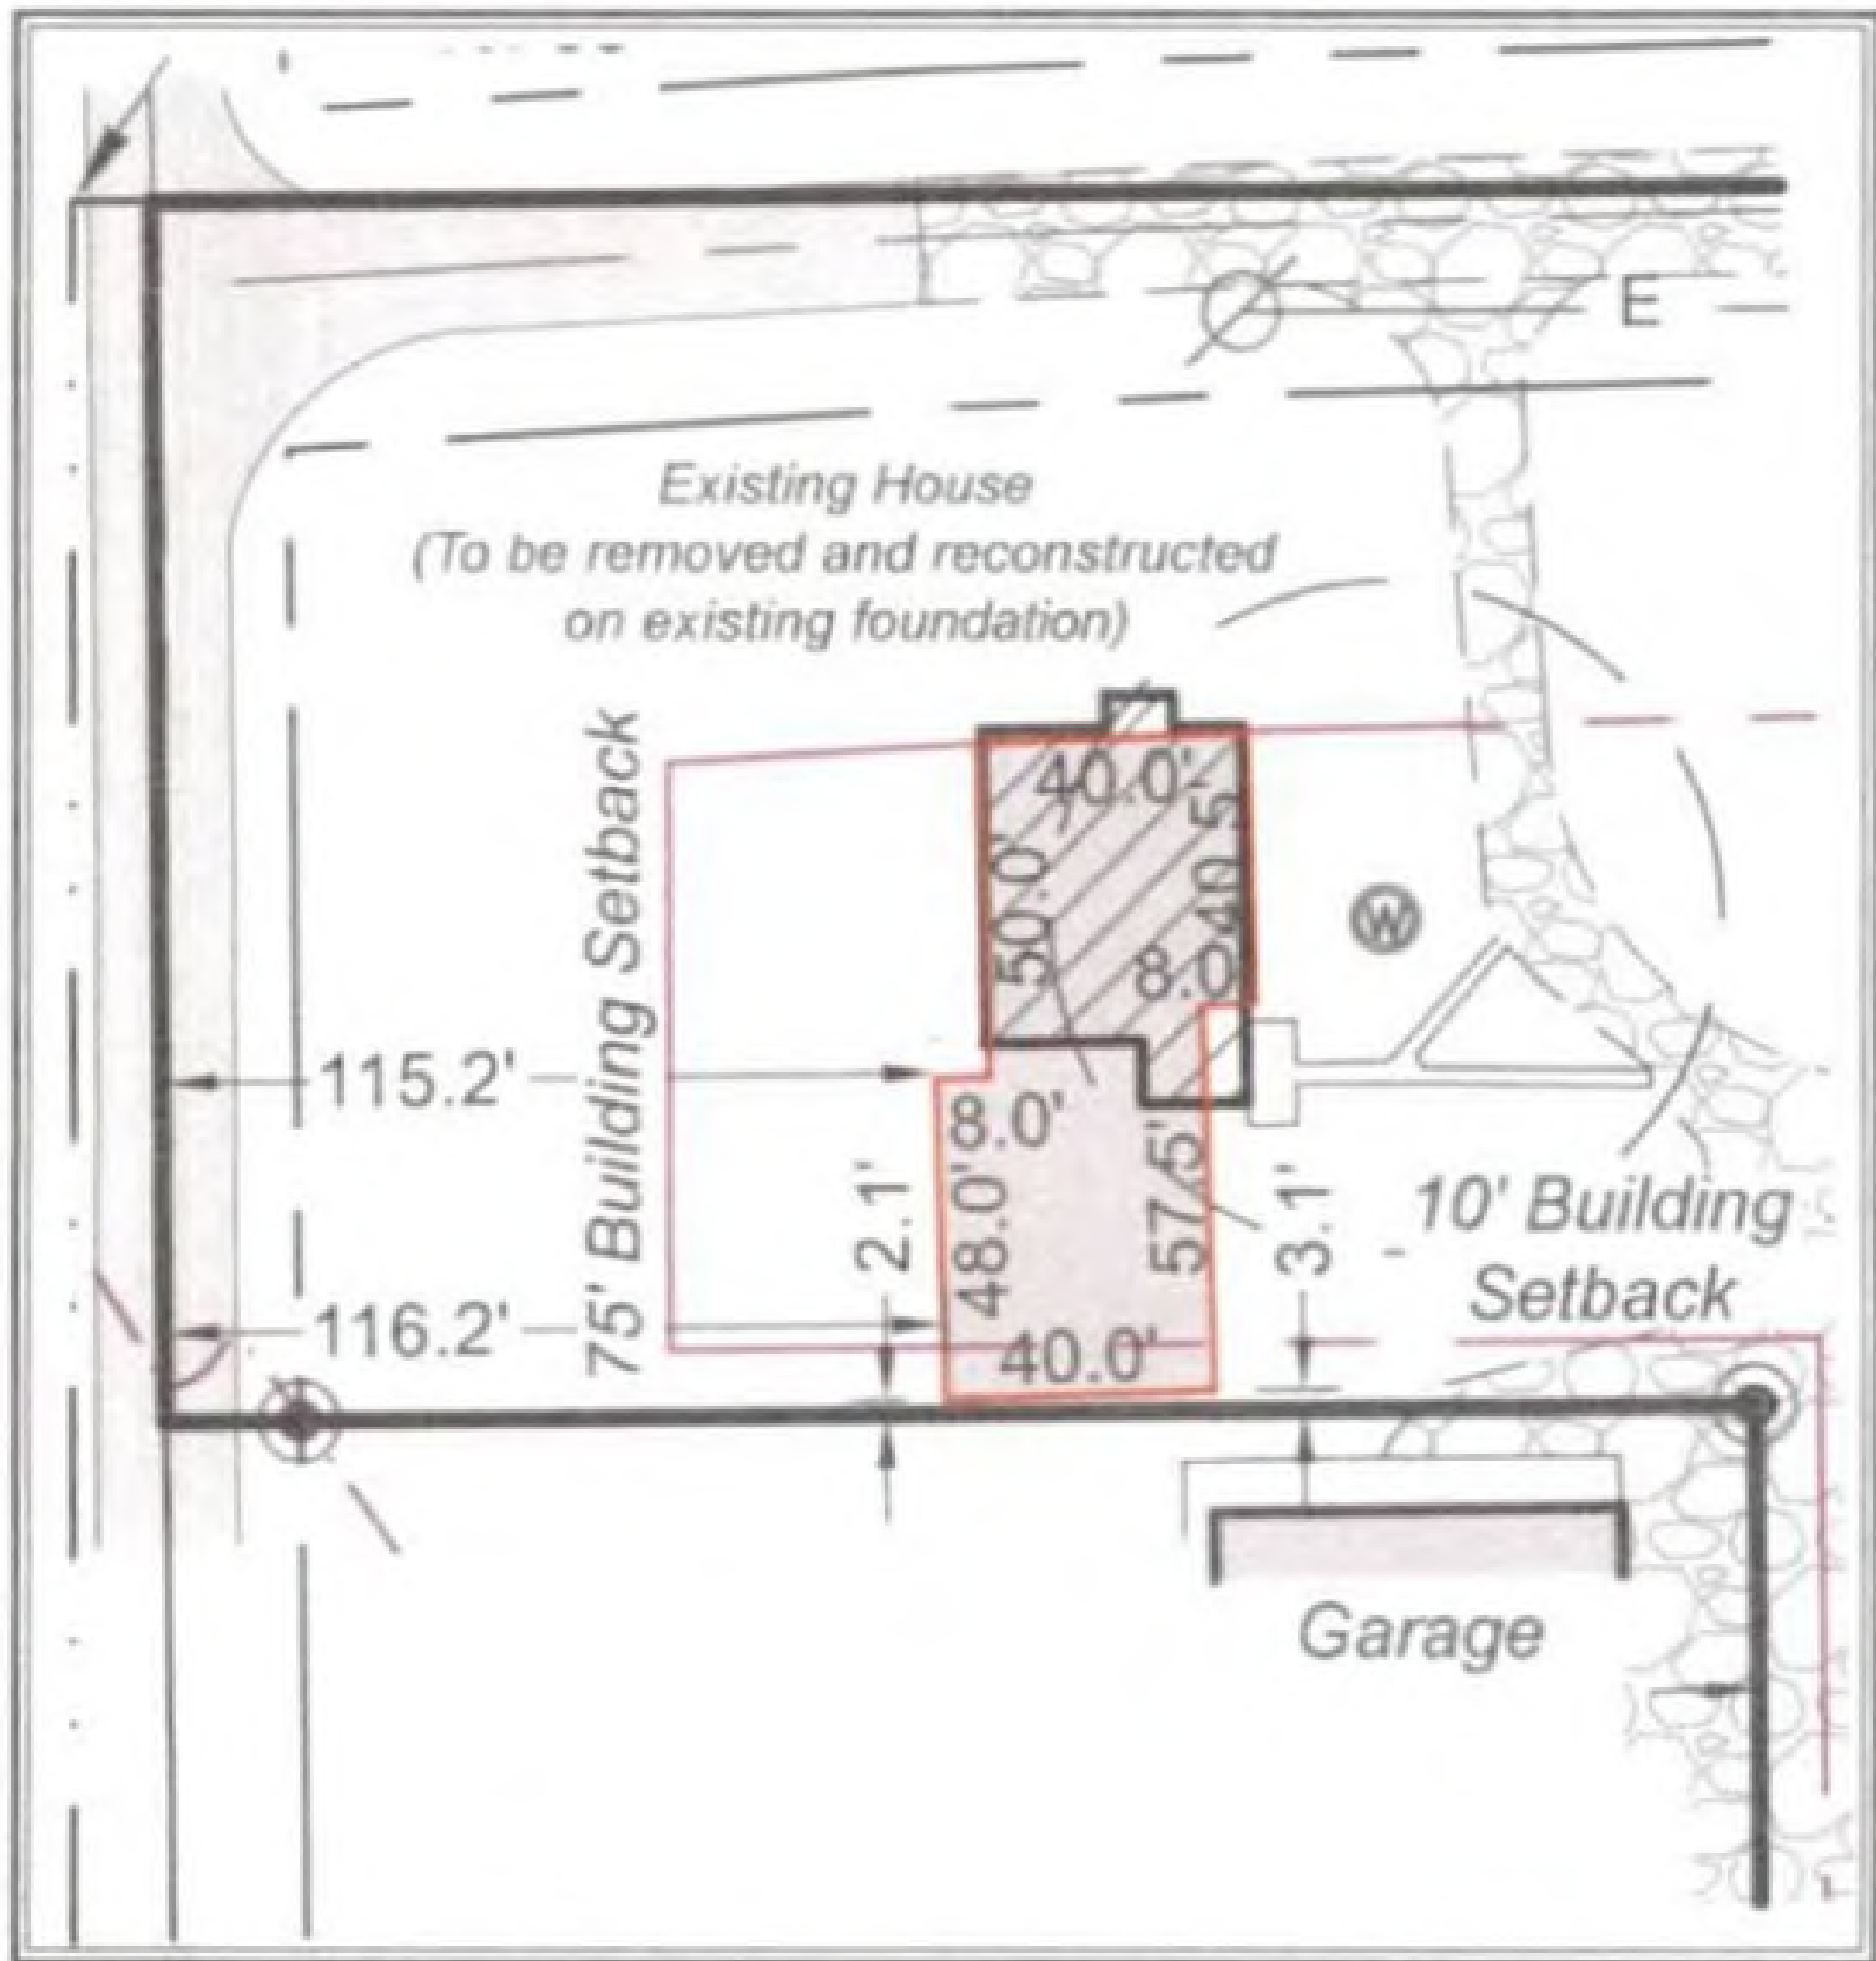 E
Existing House
(To be removed and reconstructed
on existing foundation)
75' Building Setback
40.0'
50.0'
40.5'
8.0'
W
115.2'
8.0'
48.0'
57.5'
2.1'
3.1'
10' Building
Setback
116.2'
40.0'
Garage